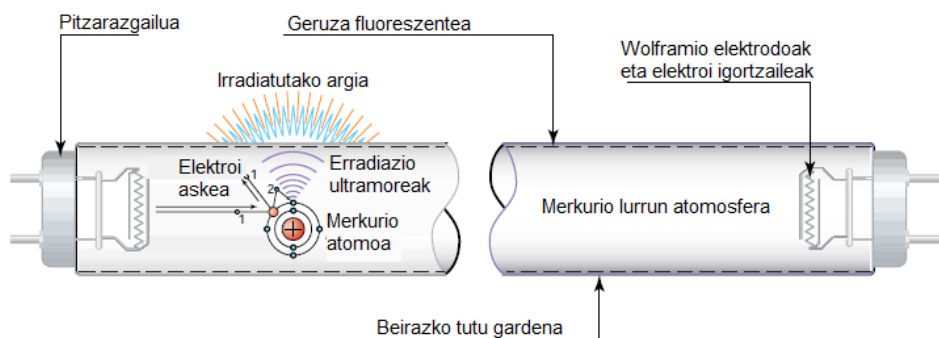 Pitzarazgailua
Geruza fluoreszentea
Wolframio elektrodoak
eta elektroi igortzaileak
Irradiatutako argia
Elektroi
askea
1
2
1
Erradiazio
ultramoreak
Merkurio
atomoa
Merkurio lurrun atmosfera
Beirazko tutu gardena